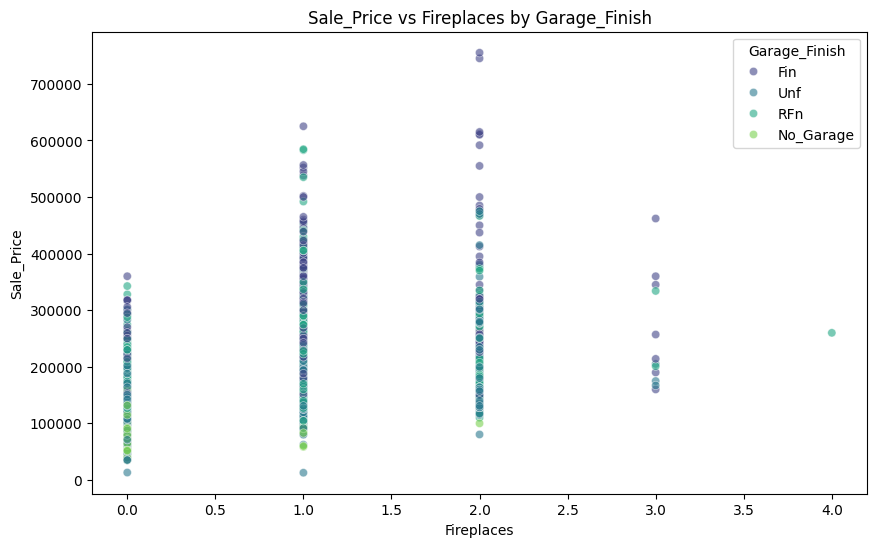 Sale_Price vs Fireplaces by Garage_Finish
Garage_Finish
Fin
Unf
RFn
No_Garage
Sale_Price
700000
600000
500000
400000
300000
200000
100000
0
0.0 0.5 1.0 1.5 2.0 2.5 3.0 3.5 4.0
Fireplaces